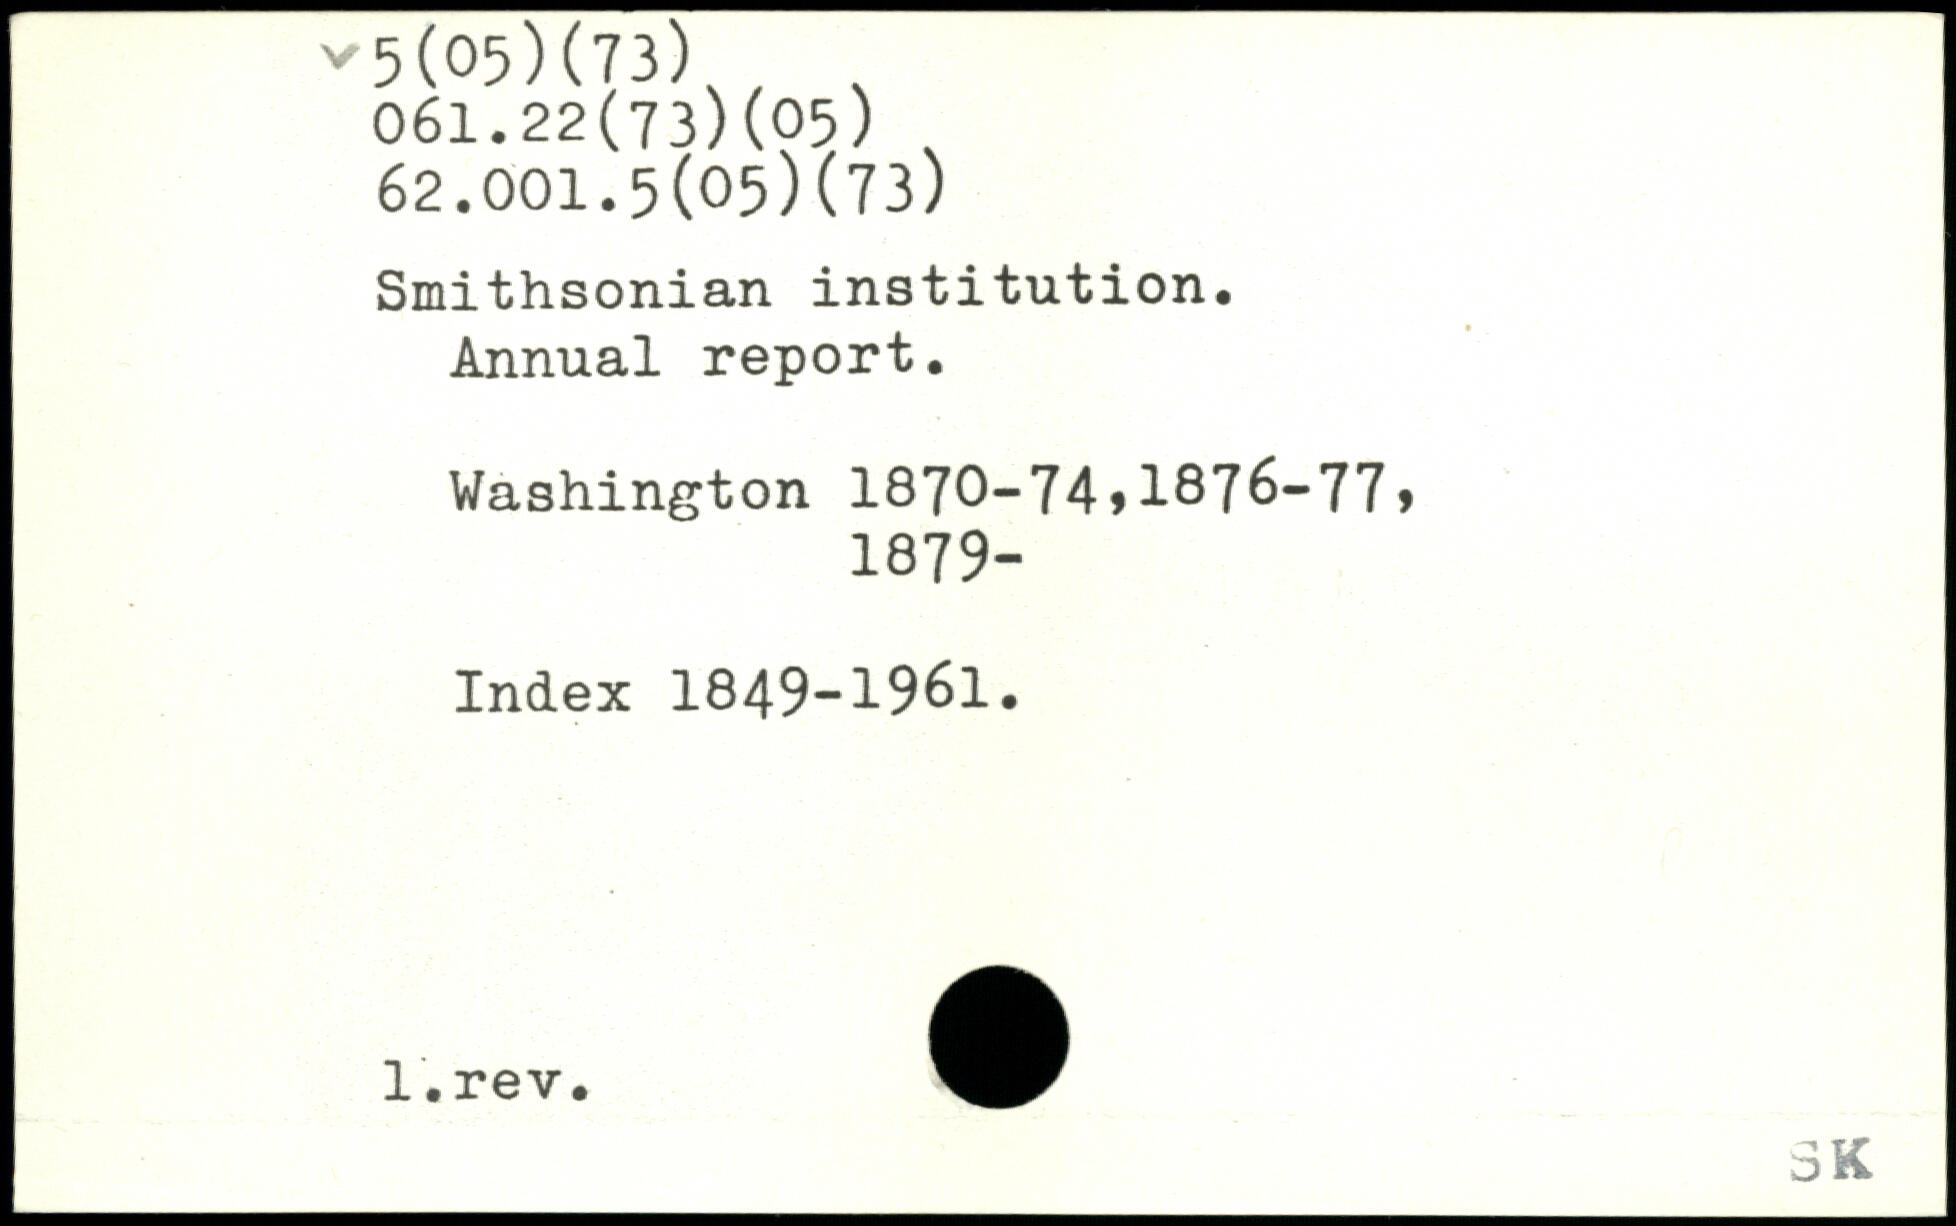 5(05)(73)
061.22(73)(05)
62.001.5(05)(73)
Smithsonian institution.
Annual report.
Washington 1870-74,1876-77,
1879-
Index 1849-1961.
1.rev.
SK